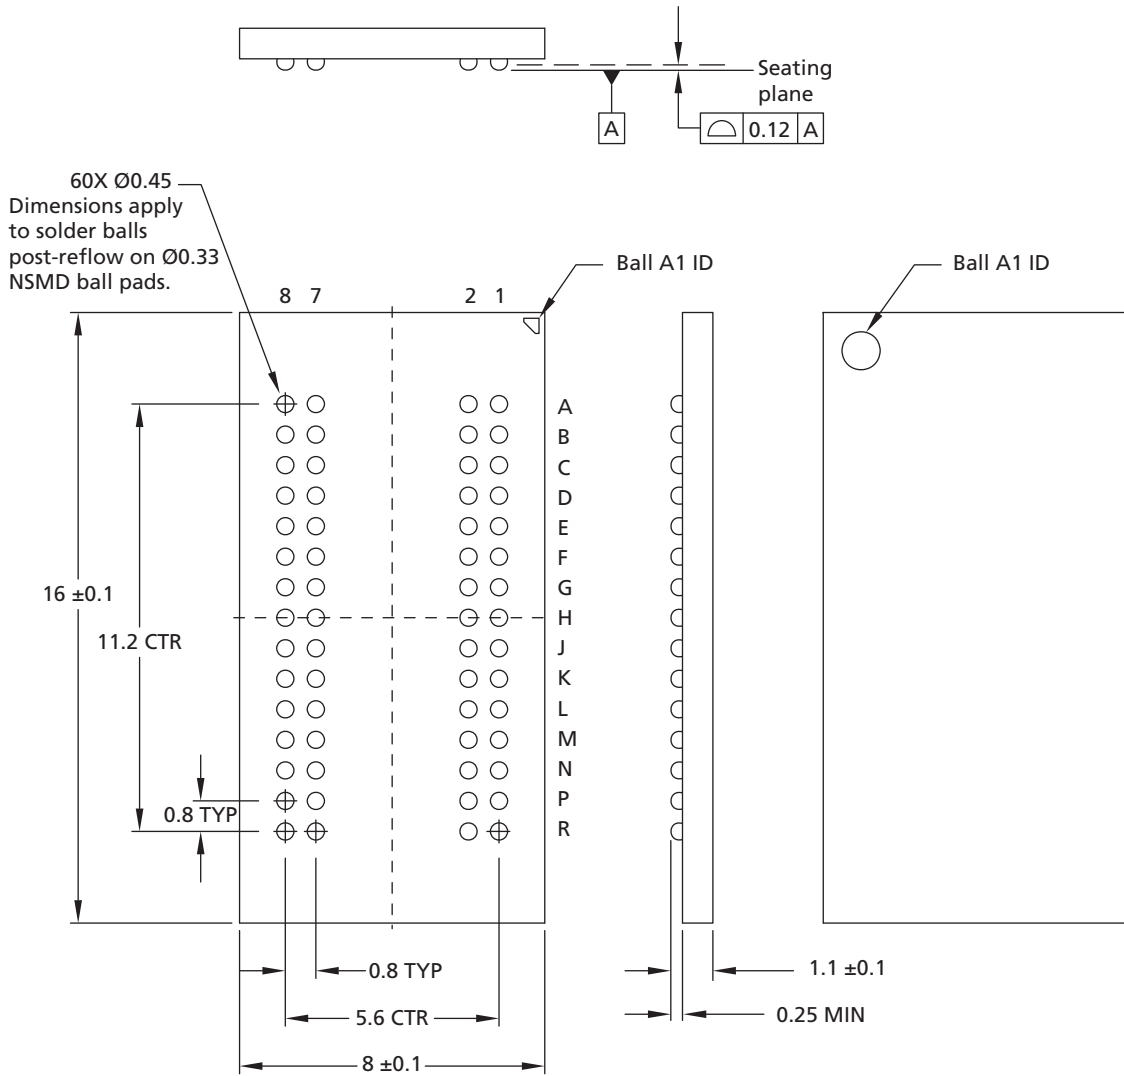 Seating
plane
A
0.12 A
60X Ø0.45
Dimensions apply
to solder balls
post-reflow on Ø0.33
NSMD ball pads.
Ball A1 ID
Ball A1 ID
8 7 2 1
A
B
C
D
E
F
G
H
J
K
L
M
N
P
R
16 ±0.1
11.2 CTR
0.8 TYP
0.8 TYP
1.1 ±0.1
5.6 CTR
0.25 MIN
8 ±0.1